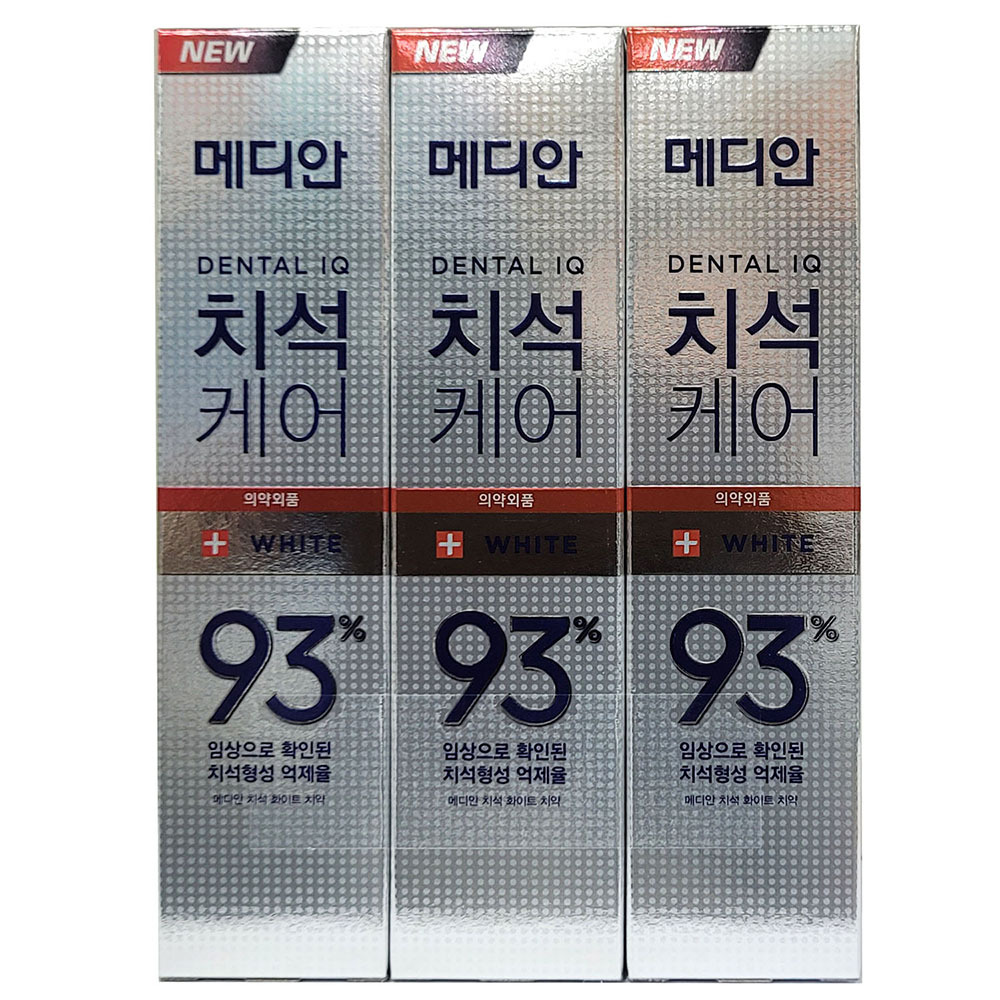 NEW
메디안
DENTAL IQ
치석
케어
의약외품
WHITE
93%
임상으로 확인된
치석형성 억제율
메디안 치석 화이트 치약
NEW
메디안
DENTAL IQ
치석
케어
의약외품
WHITE
93%
임상으로 확인된
치석형성 억제율
메디안 치석 화이트 치약
NEW
메디안
DENTAL IQ
치석
케어
의약외품
WHITE
93%
임상으로 확인된
치석형성 억제율
메디안 치석 화이트 치약